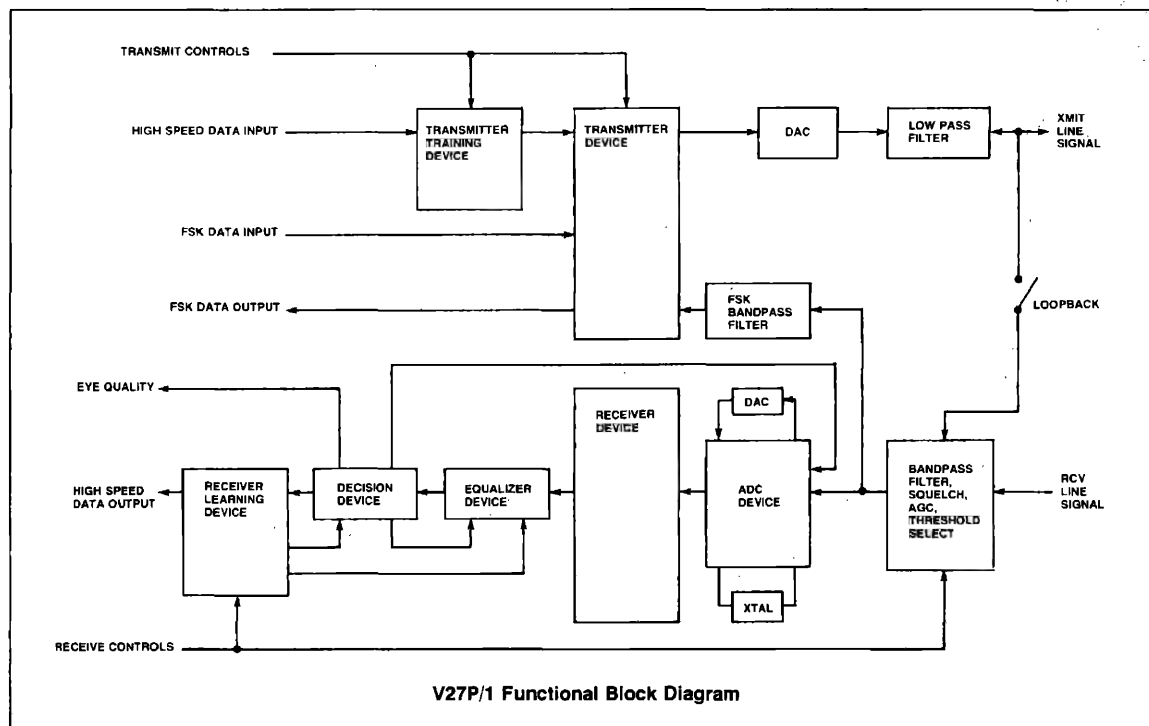 TRANSMIT CONTROLS
HIGH SPEED DATA INPUT
TRANSMITTER
TRAINING
DEVICE
TRANSMITTER
DEVICE
DAC
LOW PASS
FILTER
XMIT
LINE
SIGNAL
FSK DATA INPUT
FSK DATA OUTPUT
FSK
BANDPASS
FILTER
LOOPBACK
EYE QUALITY
HIGH SPEED
DATA OUTPUT
RECEIVER
LEARNING
DEVICE
DECISION
DEVICE
EQUALIZER
DEVICE
RECEIVER
DEVICE
DAC
ADC
DEVICE
XTAL
BANDPASS
FILTER,
SQUELCH,
AGC,
THRESHOLD
SELECT
RCV
LINE
SIGNAL
RECEIVE CONTROLS
V27P/1 Functional Block Diagram